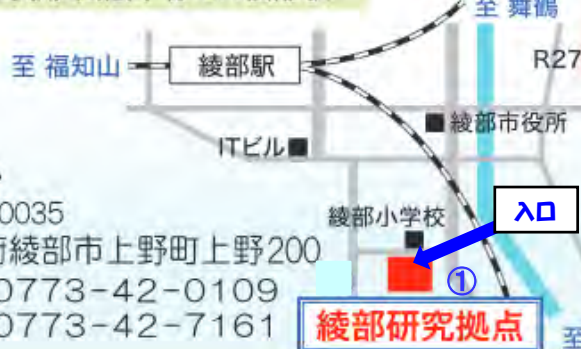 至 舞鶴
至 福知山
綾部駅
R27
綾部市役所
ITビル
0035
綾部小学校
入口
綾部市上野町上野200
0773-42-0109
①
0773-42-7161
綾部研究拠点
至